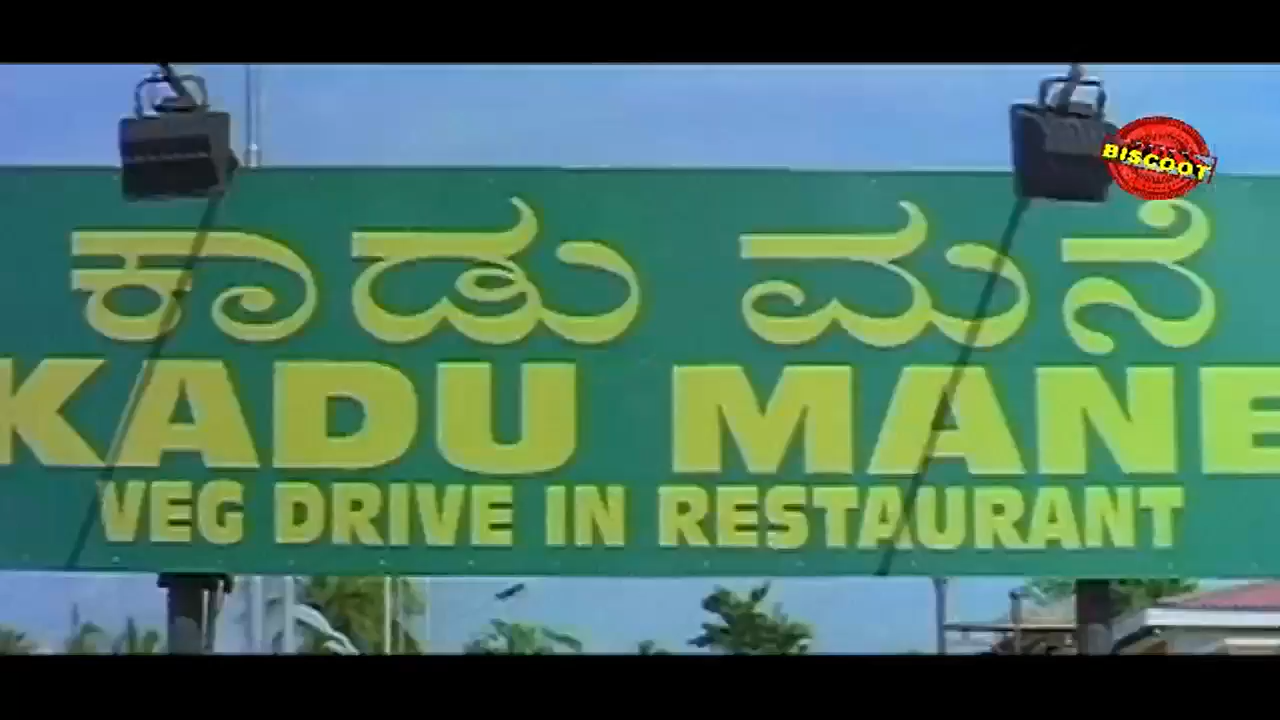 ಕಾಡು ಮನೆ
KADU MANE
VEG DRIVE IN RESTAURANT
BISCOOT